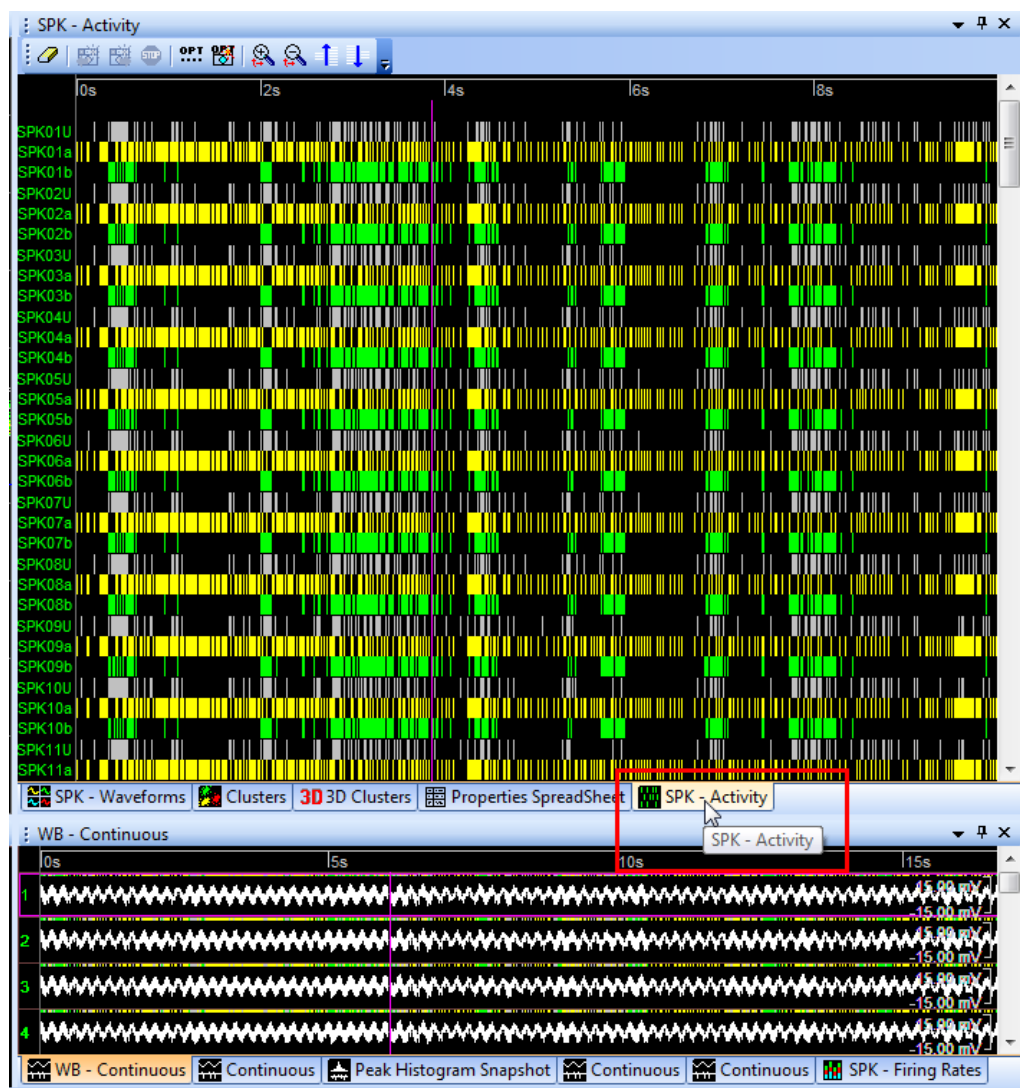 SPK - Activity
STOP OPT OPT
0s 2s 4s 6s 8s
SPK01U
SPK01a
SPK01b
SPK02U
SPK02a
SPK02b
SPK03U
SPK03a
SPK03b
SPK04U
SPK04a
SPK04b
SPK05U
SPK05a
SPK05b
SPK06U
SPK06a
SPK06b
SPK07U
SPK07a
SPK07b
SPK08U
SPK08a
SPK08b
SPK09U
SPK09a
SPK09b
SPK10U
SPK10a
SPK10b
SPK11U
SPK11a
SPK - Waveforms Clusters 3D 3D Clusters Properties SpreadSheet SPK - Activity
SPK - Activity
WB - Continuous
0s 5s 10s 15s
1 15.00 mV
-15.00 mV
2 15.00 mV
-15.00 mV
3 15.00 mV
-15.00 mV
4 15.00 mV
-15.00 mV
WB - Continuous Continuous Peak Histogram Snapshot Continuous Continuous SPK - Firing Rates